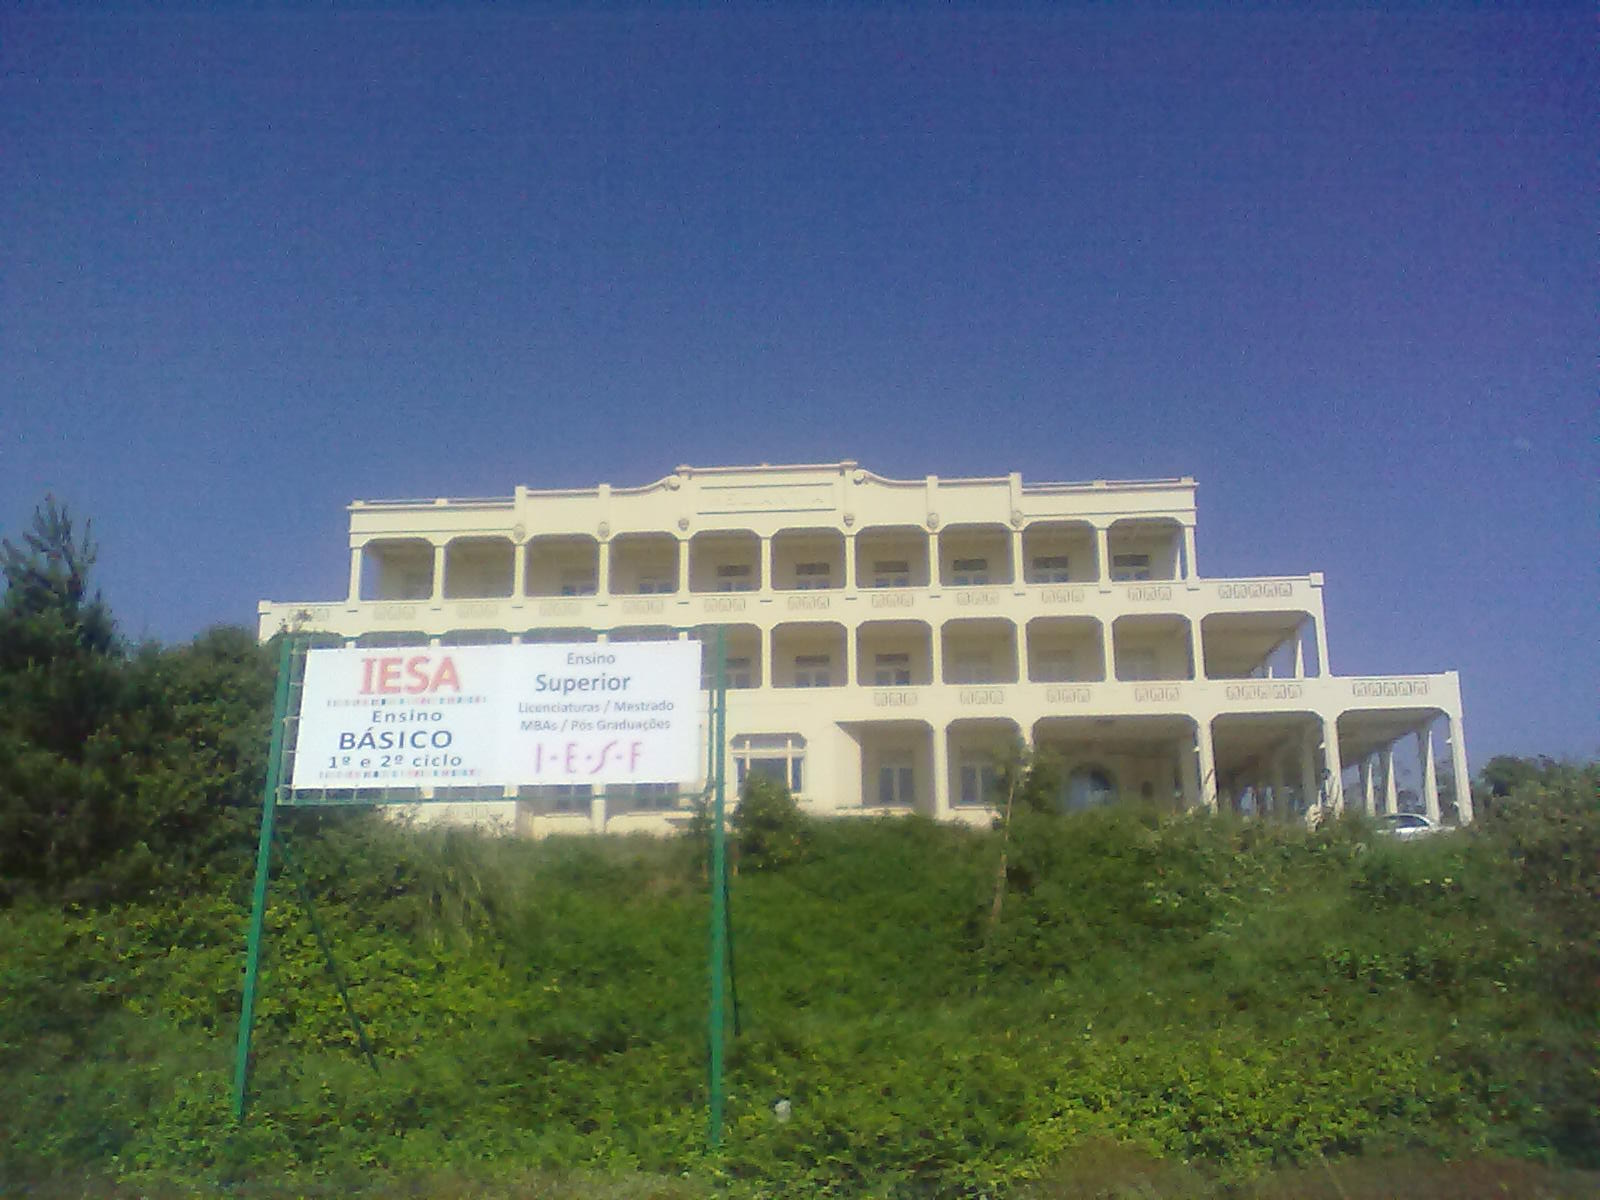 IESA
Ensino
BÁSICO
1º e 2º ciclo
Ensino
Superior
Licenciaturas / Mestrado
MBAs / Pós Graduações
I·E·S·F